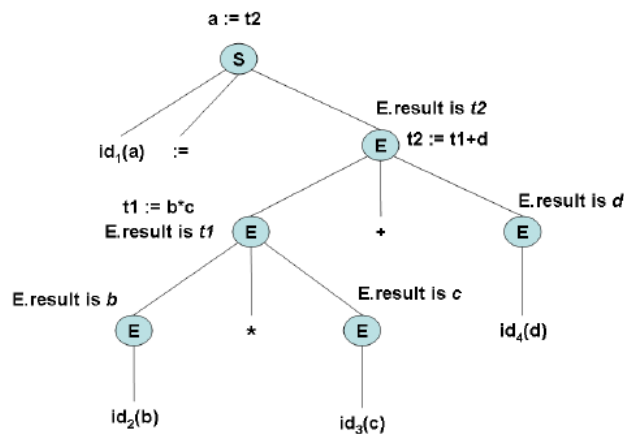 a := t2
S
E.result is t2
id1(a) :=
E t2 := t1+d
t1 := b*c
E.result is t1
E
+
E.result is d
E
E.result is b
E
*
E.result is c
E
id4(d)
id2(b)
id3(c)